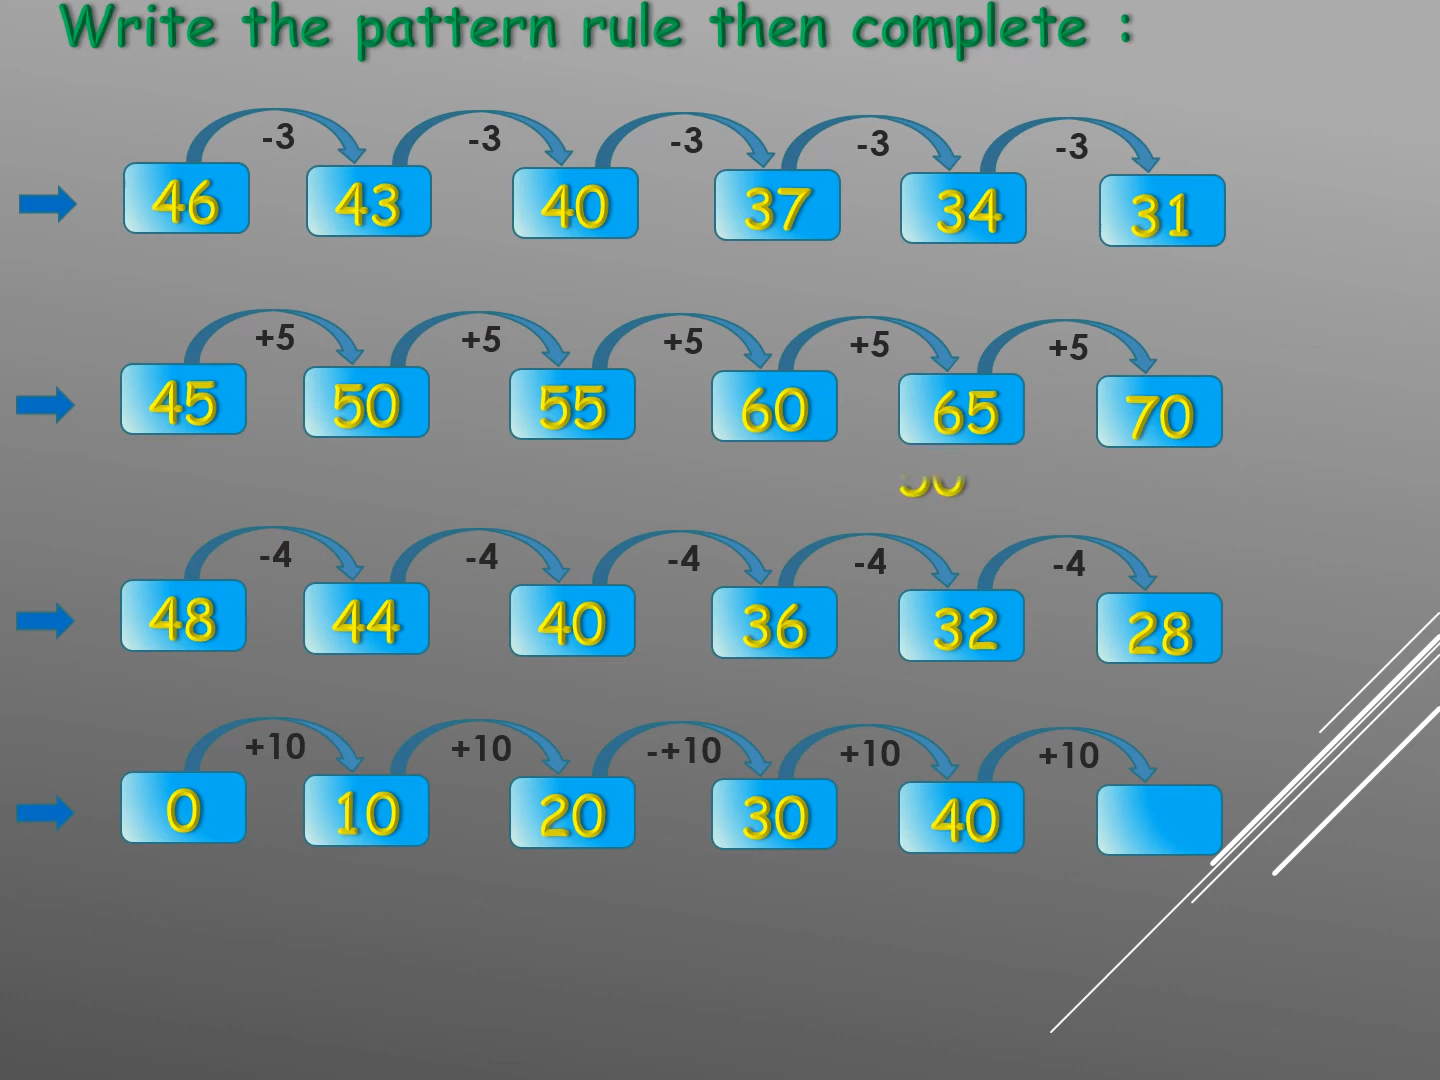 Write the pattern rule then complete :
-3 -3 -3 -3 -3
46 43 40 37 34 31
+5 +5 +5 +5 +5
45 50 55 60 65 70
-4 -4 -4 -4 -4
48 44 40 36 32 28
+10 +10 -+10 +10 +10
0 10 20 30 40